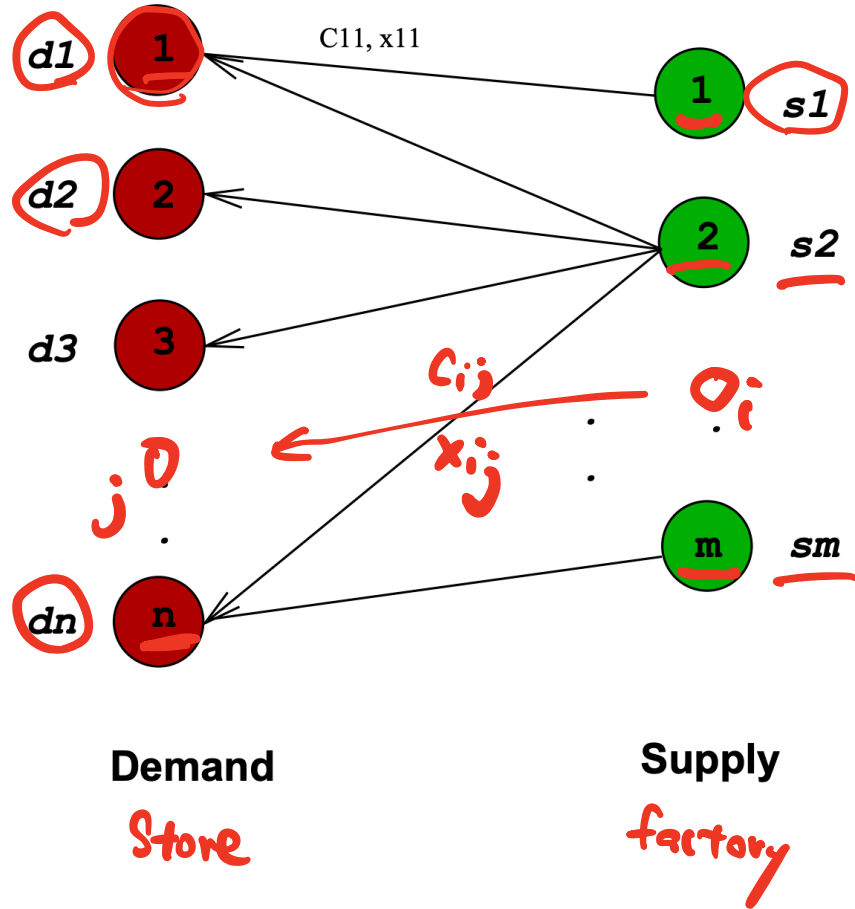 d1 1 C11, x11 1 s1
d2 2 2 s2
d3 3
Cij Oi
j O xij
m sm
dn n
Demand Supply
Store factory